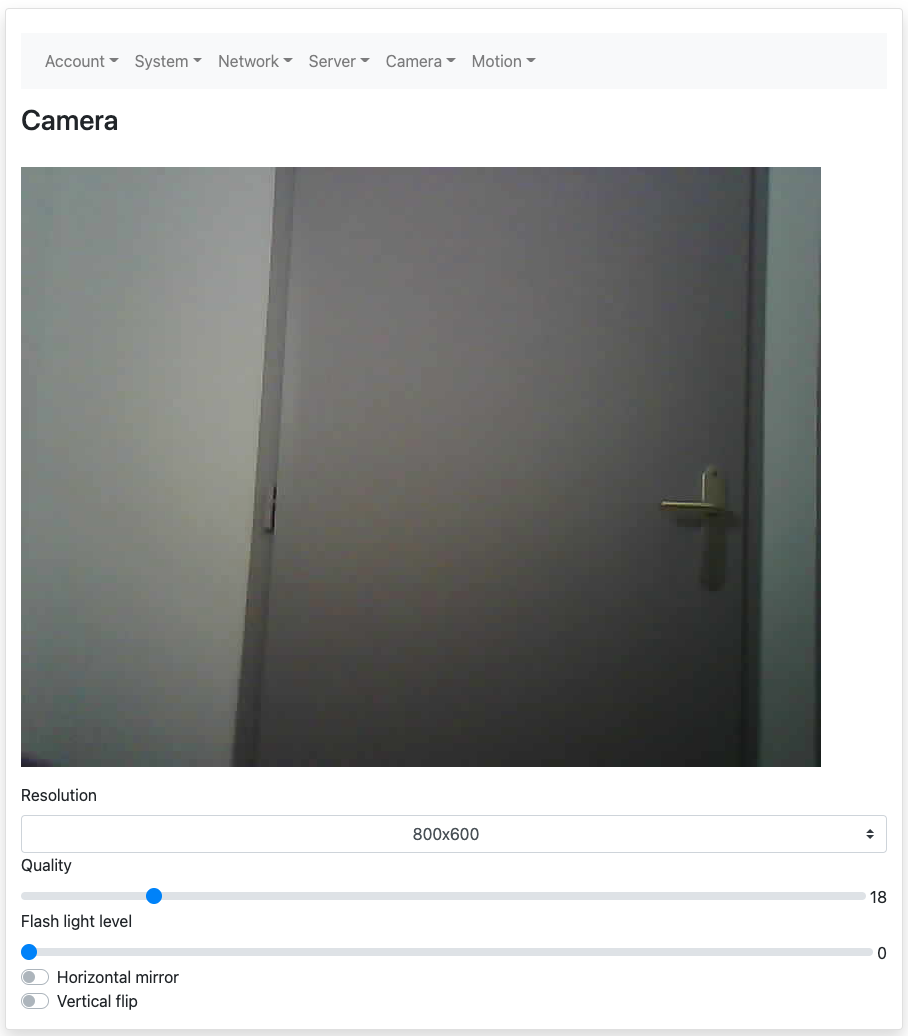 Account System Network Server Camera Motion
Camera
Resolution
800x600
Quality
18
Flash light level
0
Horizontal mirror
Vertical flip